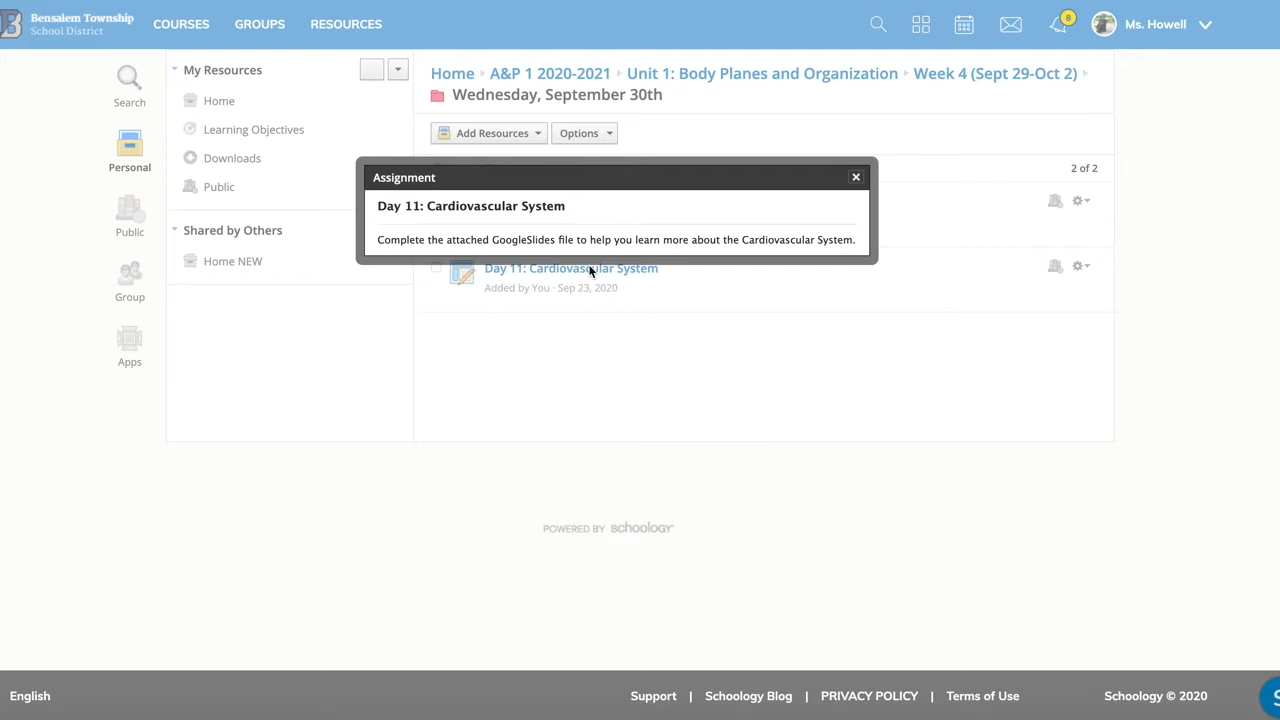 Bensalem Township
School District
COURSES
GROUPS
RESOURCES
8
Ms. Howell
Search
Personal
Public
Group
Apps
My Resources
Home
Learning Objectives
Downloads
Public
Shared by Others
Home NEW
Home
A&P 1 2020-2021
Unit 1: Body Planes and Organization
Week 4 (Sept 29-Oct 2)
Wednesday, September 30th
Add Resources
Options
2 of 2
Assignment
Day 11: Cardiovascular System
Complete the attached GoogleSlides file to help you learn more about the Cardiovascular System.
Day 11: Cardiovascular System
Added by You · Sep 23, 2020
POWERED BY schoology
English
Support | Schoology Blog | PRIVACY POLICY | Terms of Use
Schoology © 2020